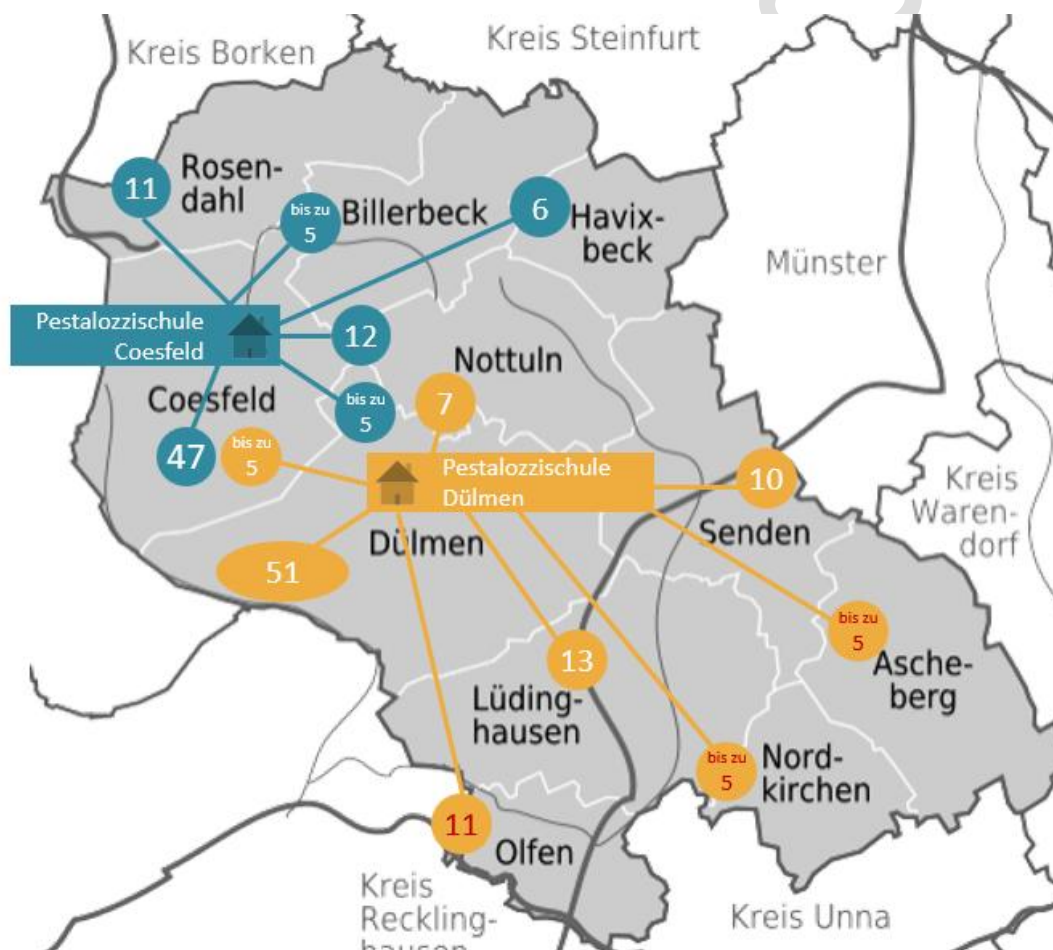 Kreis Borken
Kreis Steinfurt
11
Rosen-
dahl
bis zu
5
Billerbeck
6
Havix-
beck
Münster
Pestalozzischule
Coesfeld
12
Nottuln
Coesfeld
bis zu
5
7
47
bis zu
5
Pestalozzischule
Dülmen
10
Senden
Kreis
Waren-
dorf
Dülmen
51
bis zu
5
Asche-
berg
13
Lüding-
hausen
bis zu
5
Nord-
kirchen
11
Olfen
Kreis
Reckling-
hausen
Kreis Unna